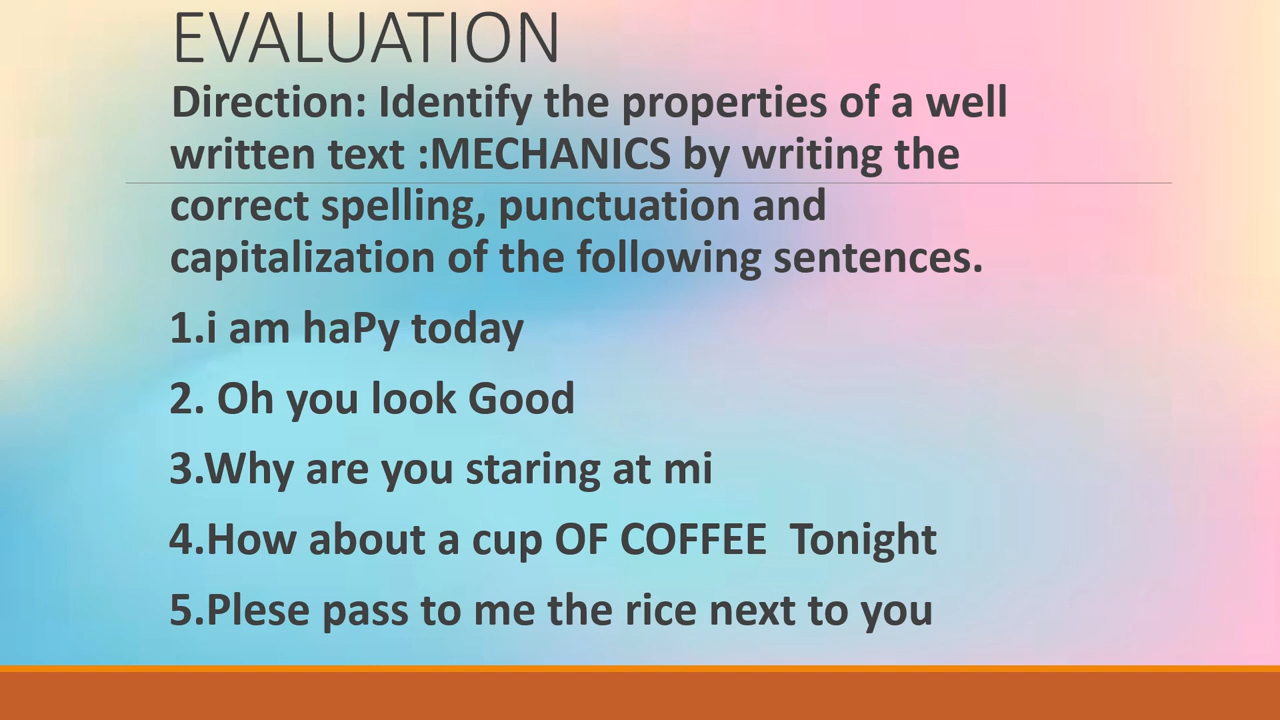 EVALUATION
Direction: Identify the properties of a well
written text :MECHANICS by writing the
correct spelling, punctuation and
capitalization of the following sentences.
1.i am haPy today
2. Oh you look Good
3.Why are you staring at mi
4.How about a cup OF COFFEE  Tonight
5.Plese pass to me the rice next to you